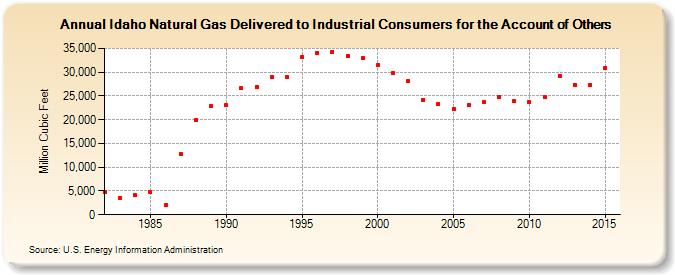 Annual Idaho Natural Gas Delivered to Industrial Consumers for the Account of Others
Million Cubic Feet
35,000
30,000
25,000
20,000
15,000
10,000
5,000
0
1985 1990 1995 2000 2005 2010 2015
Source: U.S. Energy Information Administration